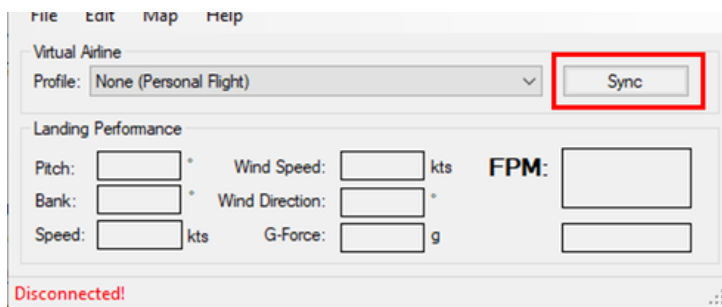 File Edit Map Help
Virtual Airline
Profile: None (Personal Flight) Sync
Landing Performance
Pitch: ° Wind Speed: kts FPM:
Bank: ° Wind Direction: °
Speed: kts G-Force: g
Disconnected!